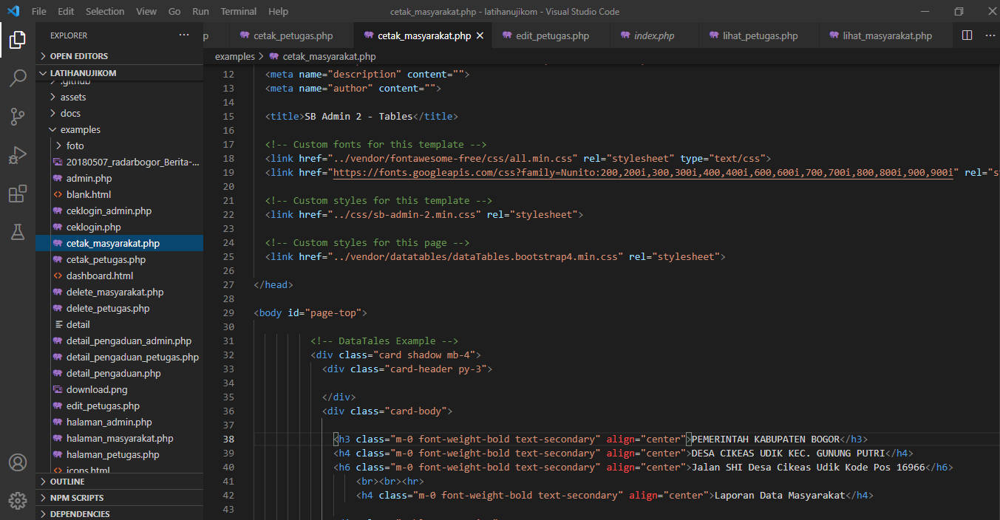 File Edit Selection View Go Run Terminal Help cetak_masyarakat.php - latihanujikom - Visual Studio Code
EXPLORER
OPEN EDITORS
LATIHANUJIKOM
.github
assets
docs
examples
foto
20180507_radarbogor_Berita-...
admin.php
blank.html
ceklogin_admin.php
ceklogin.php
cetak_masyarakat.php
cetak_petugas.php
dashboard.html
delete_masyarakat.php
delete_petugas.php
detail
detail_pengaduan_admin.php
detail_pengaduan_petugas.php
detail_pengaduan.php
download.png
edit_petugas.php
halaman_admin.php
halaman_masyarakat.php
halaman_petugas.php
icons.html
OUTLINE
NPM SCRIPTS
DEPENDENCIES
p cetak_petugas.php cetak_masyarakat.php edit_petugas.php index.php lihat_petugas.php lihat_masyarakat.php
examples > cetak_masyarakat.php
12 <meta name="description" content="">
13 <meta name="author" content="">
14
15 <title>SB Admin 2 - Tables</title>
16
17 <!-- Custom fonts for this template -->
18 <link href="../vendor/fontawesome-free/css/all.min.css" rel="stylesheet" type="text/css">
19 <link href="https://fonts.googleapis.com/css?family=Nunito:200,200i,300,300i,400,400i,600,600i,700,700i,800,800i,900,900i" rel="s
20
21 <!-- Custom styles for this template -->
22 <link href="../css/sb-admin-2.min.css" rel="stylesheet">
23
24 <!-- Custom styles for this page -->
25 <link href="../vendor/datatables/dataTables.bootstrap4.min.css" rel="stylesheet">
26
27 </head>
28
29 <body id="page-top">
30
31 <!-- DataTales Example -->
32 <div class="card shadow mb-4">
33 <div class="card-header py-3">
34
35 </div>
36 <div class="card-body">
37
38 <h3 class="m-0 font-weight-bold text-secondary" align="center">PEMERINTAH KABUPATEN BOGOR</h3>
39 <h4 class="m-0 font-weight-bold text-secondary" align="center">DESA CIKEAS UDIK KEC. GUNUNG PUTRI</h4>
40 <h6 class="m-0 font-weight-bold text-secondary" align="center">Jalan SHI Desa Cikeas Udik Kode Pos 16966</h6>
41 <br><br><hr>
42 <h4 class="m-0 font-weight-bold text-secondary" align="center">Laporan Data Masyarakat</h4>
43